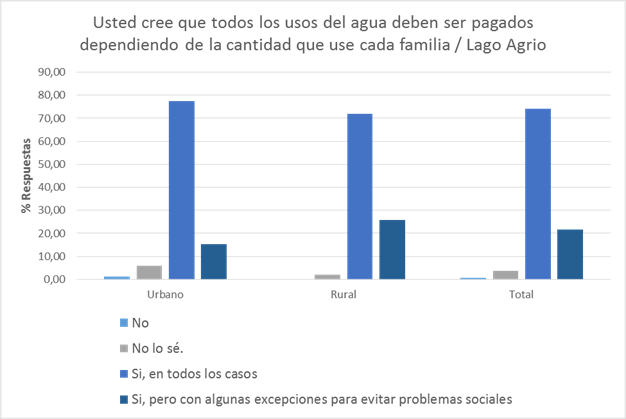 Usted cree que todos los usos del agua deben ser pagados
dependiendo de la cantidad que use cada familia / Lago Agrio
% Respuestas
90,00
80,00
70,00
60,00
50,00
40,00
30,00
20,00
10,00
0,00
Urbano Rural Total
No
No lo sé.
Si, en todos los casos
Si, pero con algunas excepciones para evitar problemas sociales